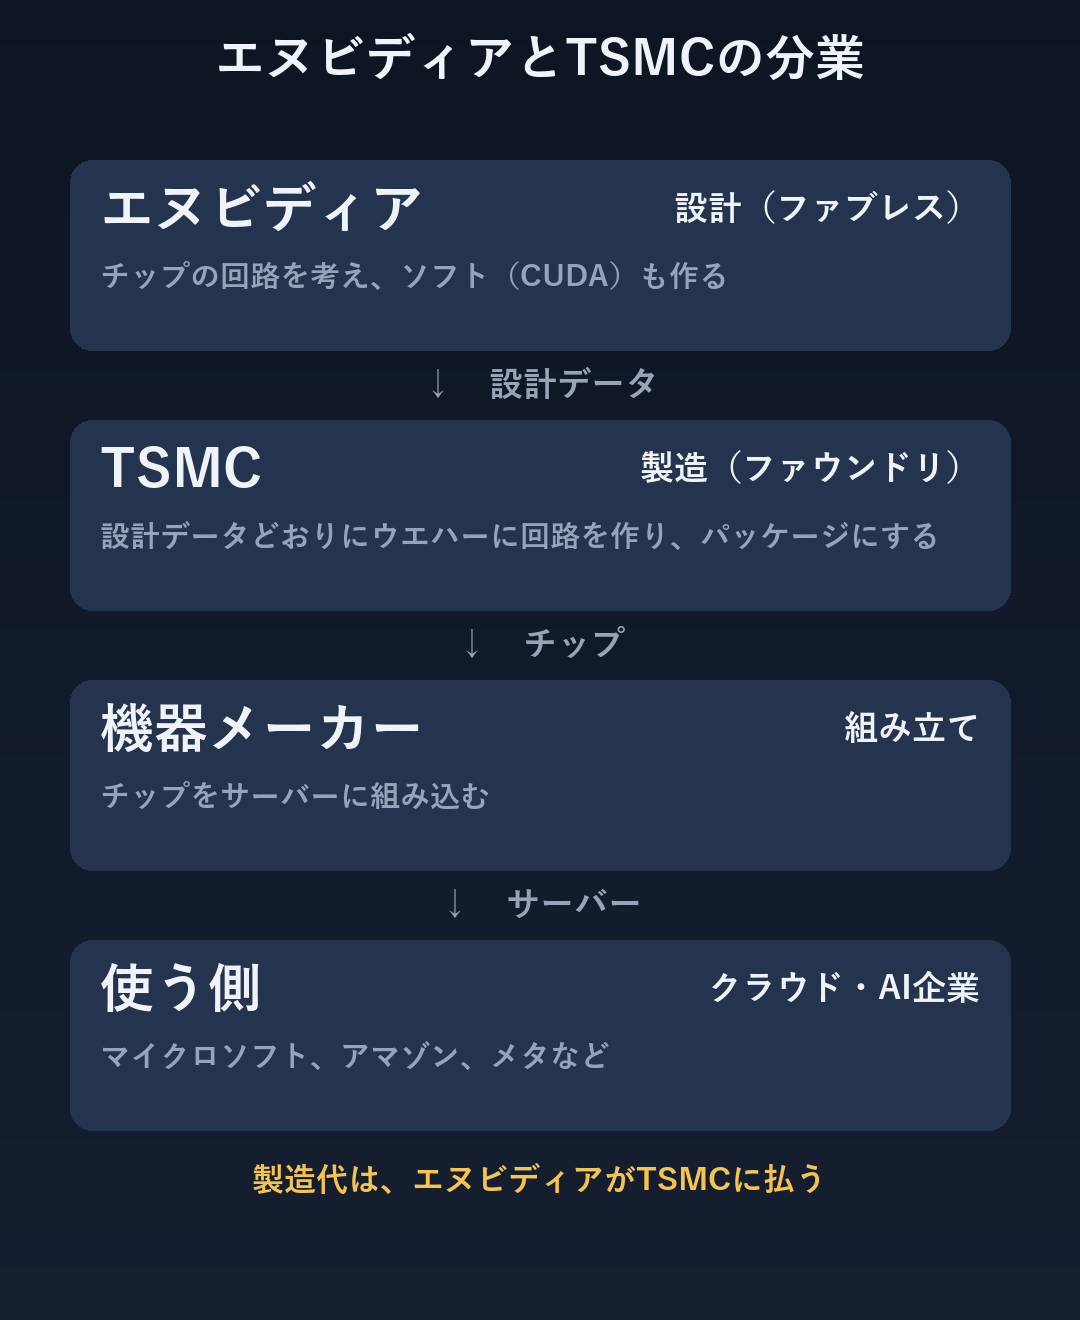 エヌビディアとTSMCの分業
エヌビディア 設計（ファブレス）
チップの回路を考え、ソフト（CUDA）も作る
↓ 設計データ
TSMC 製造（ファウンドリ）
設計データどおりにウエハーに回路を作り、パッケージにする
↓ チップ
機器メーカー 組み立て
チップをサーバーに組み込む
↓ サーバー
使う側 クラウド・AI企業
マイクロソフト、アマゾン、メタなど
製造代は、エヌビディアがTSMCに払う